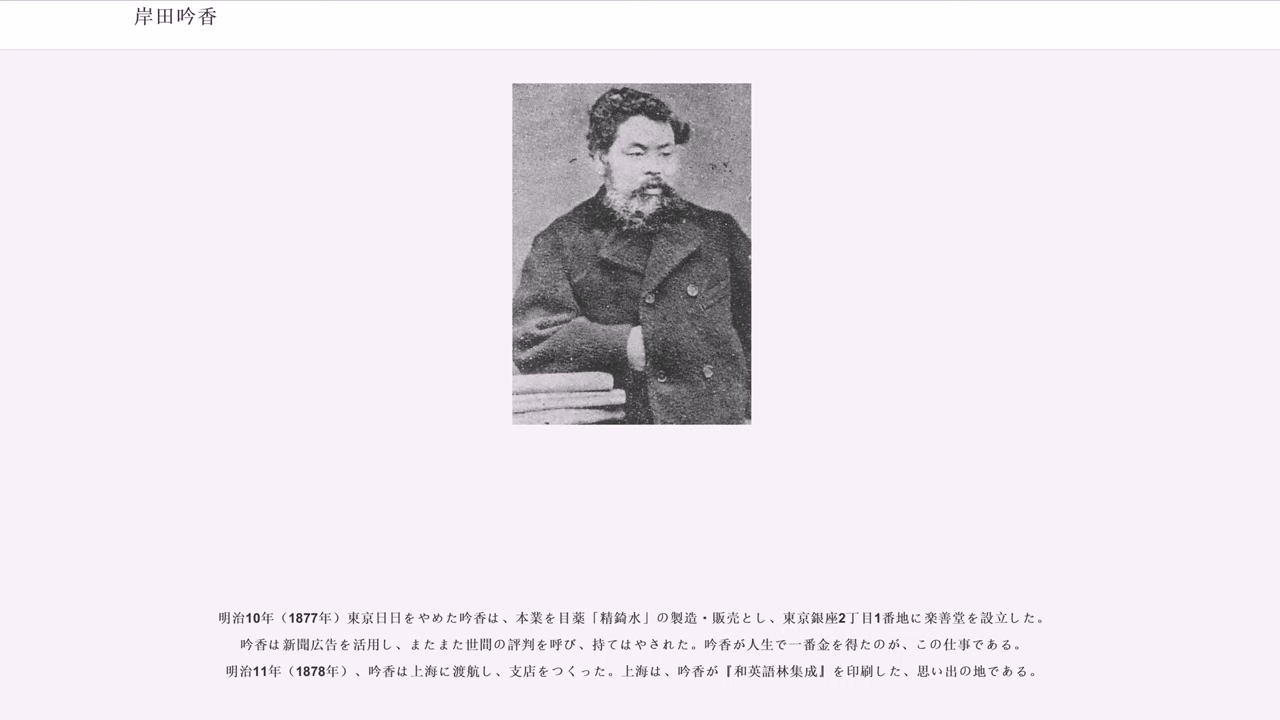 岸田吟香
明治10年（1877年）東京日日をやめた吟香は、本業を目薬「精錡水」の製造・販売とし、東京銀座2丁目1番地に楽善堂を設立した。
吟香は新聞広告を活用し、またまた世間の評判を呼び、持てはやされた。吟香が人生で一番金を得たのが、この仕事である。
明治11年（1878年）、吟香は上海に渡航し、支店をつくった。上海は、吟香が『和英語林集成』を印刷した、思い出の地である。